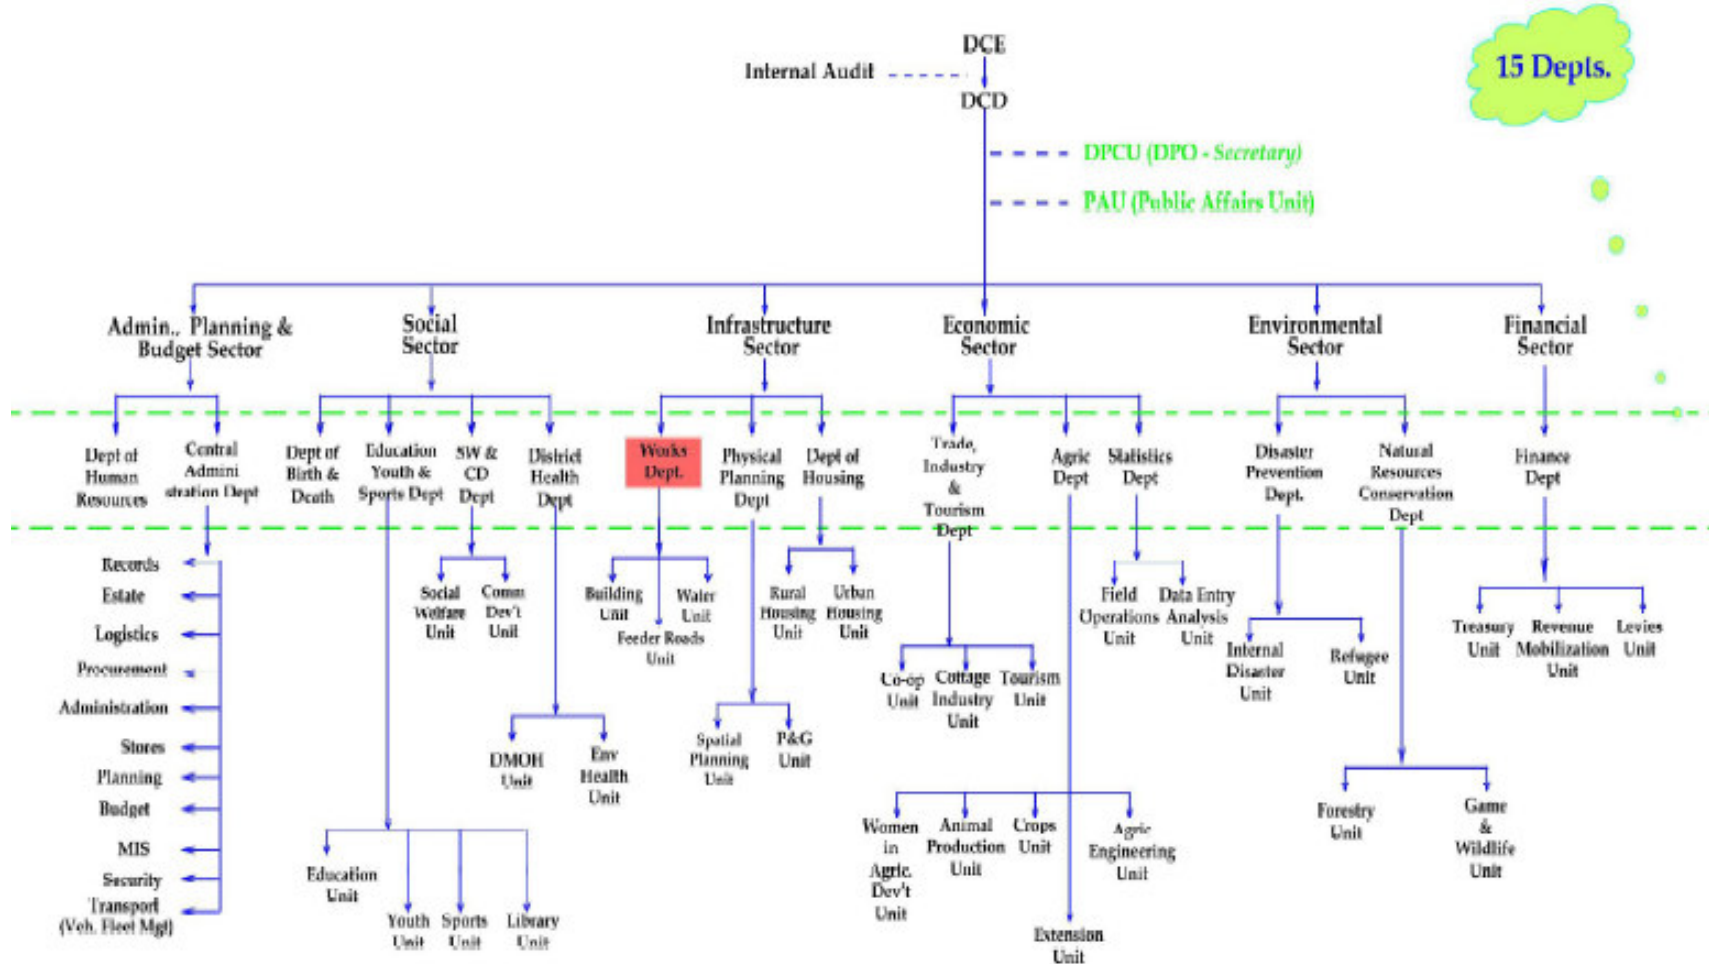 DCE
Internal Audit
DCD
15 Depts.
DPCU (DPO - Secretary)
PAU (Public Affairs Unit)
Admin., Planning &
Budget Sector
Social
Sector
Infrastructure
Sector
Economic
Sector
Environmental
Sector
Financial
Sector
Dept of
Human
Resources
Central
Admini
stration Dept
Dept of
Birth &
Death
Education
Youth &
Sports Dept
SW &
CD
Dept
District
Health
Dept
Works
Dept.
Physical
Planning
Dept
Dept of
Housing
Trade,
Industry
&
Tourism
Dept
Agric
Dept
Statistics
Dept
Disaster
Prevention
Dept.
Natural
Resources
Conservation
Dept
Finance
Dept
Records
Estate
Logistics
Procurement
Administration
Stores
Planning
Budget
MIS
Security
Transport
(Veh. Fleet Mgt)
Education
Unit
Youth
Unit
Sports
Unit
Library
Unit
Social
Welfare
Unit
Comm
Dev't
Unit
DMOH
Unit
Env
Health
Unit
Building
Unit
Feeder Roads
Unit
Water
Unit
Spatial
Planning
Unit
P&G
Unit
Rural
Housing
Unit
Urban
Housing
Unit
Co-op
Unit
Cottage
Industry
Unit
Tourism
Unit
Women
in
Agric.
Dev't
Unit
Animal
Production
Unit
Crops
Unit
Extension
Unit
Agric
Engineering
Unit
Field
Operations
Unit
Data Entry
Analysis
Unit
Internal
Disaster
Unit
Refugee
Unit
Forestry
Unit
Game
&
Wildlife
Unit
Treasury
Unit
Revenue
Mobilization
Unit
Levies
Unit